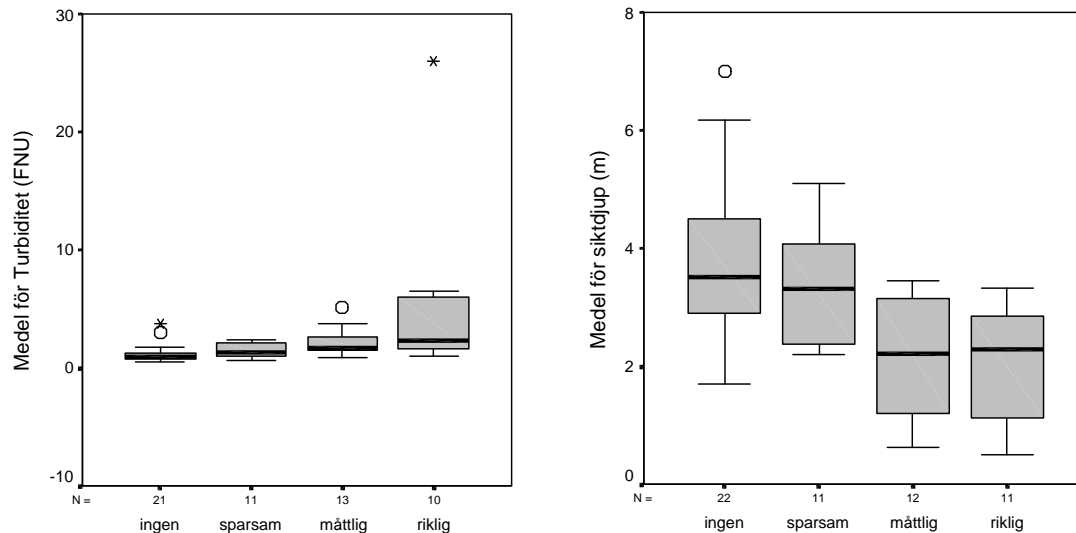 Medel för Turbiditet (FNU)
30
20
10
0
-10
N = 21 11 13 10
ingen sparsam måttlig riklig
Medel för siktdjup (m)
8
6
4
2
0
N = 22 11 12 11
ingen sparsam måttlig riklig